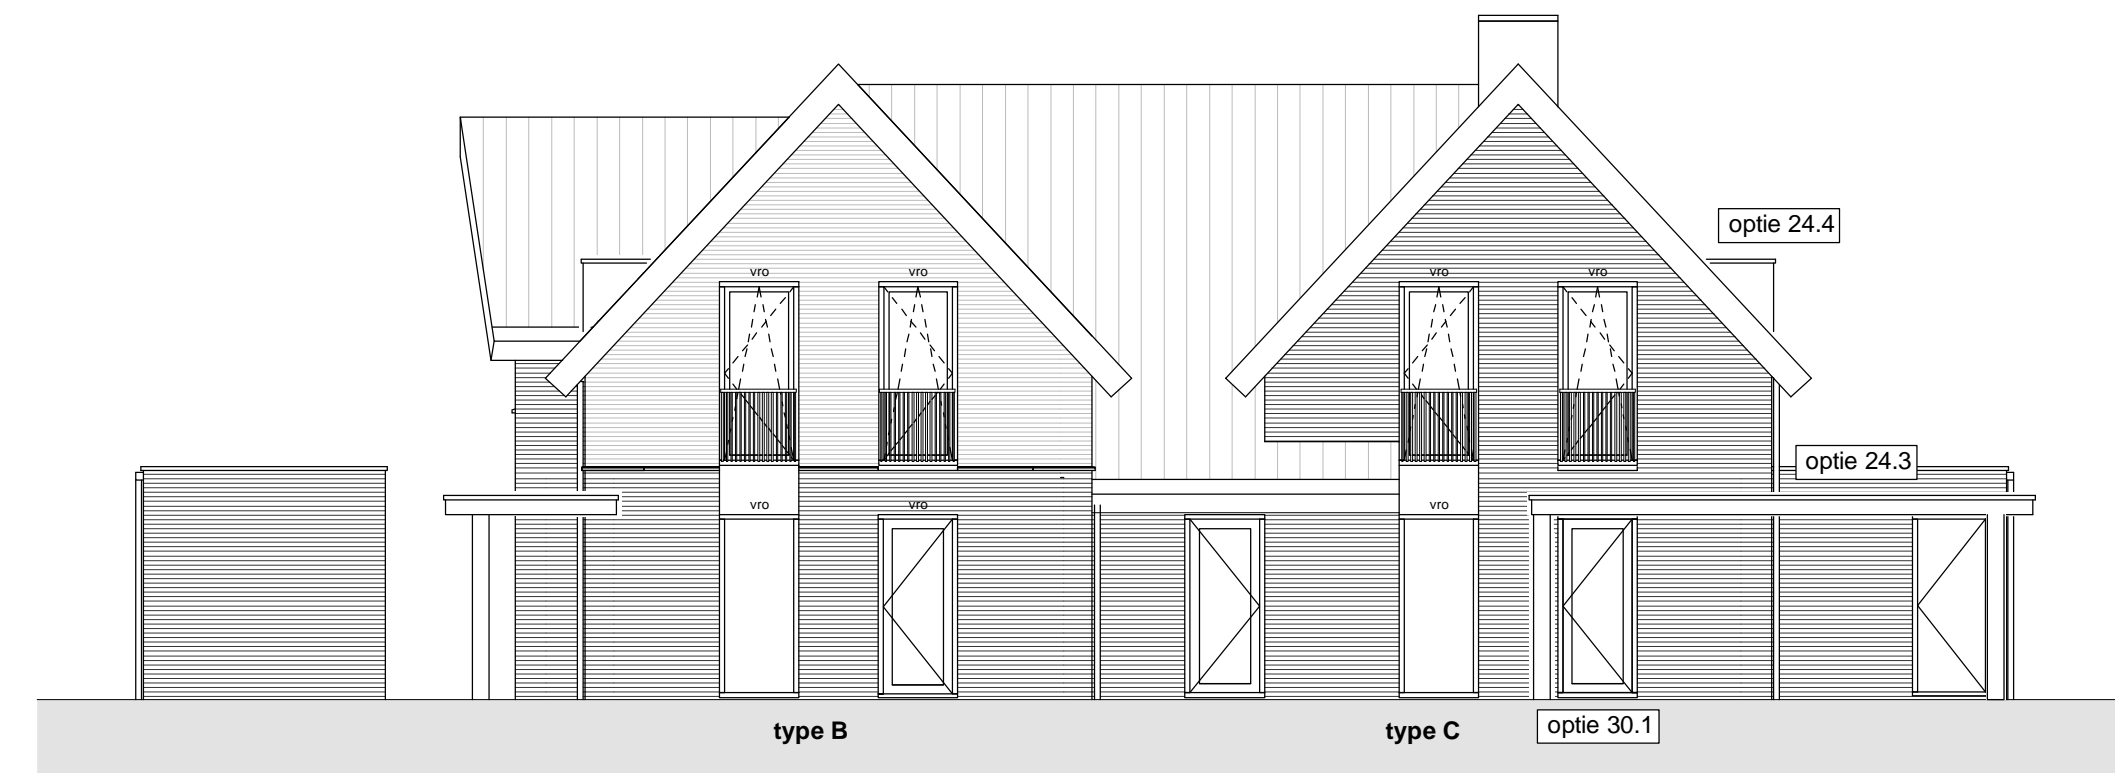 optie 24.4
vro vro vro vro
optie 24.3
vro vro vro
type B type C optie 30.1